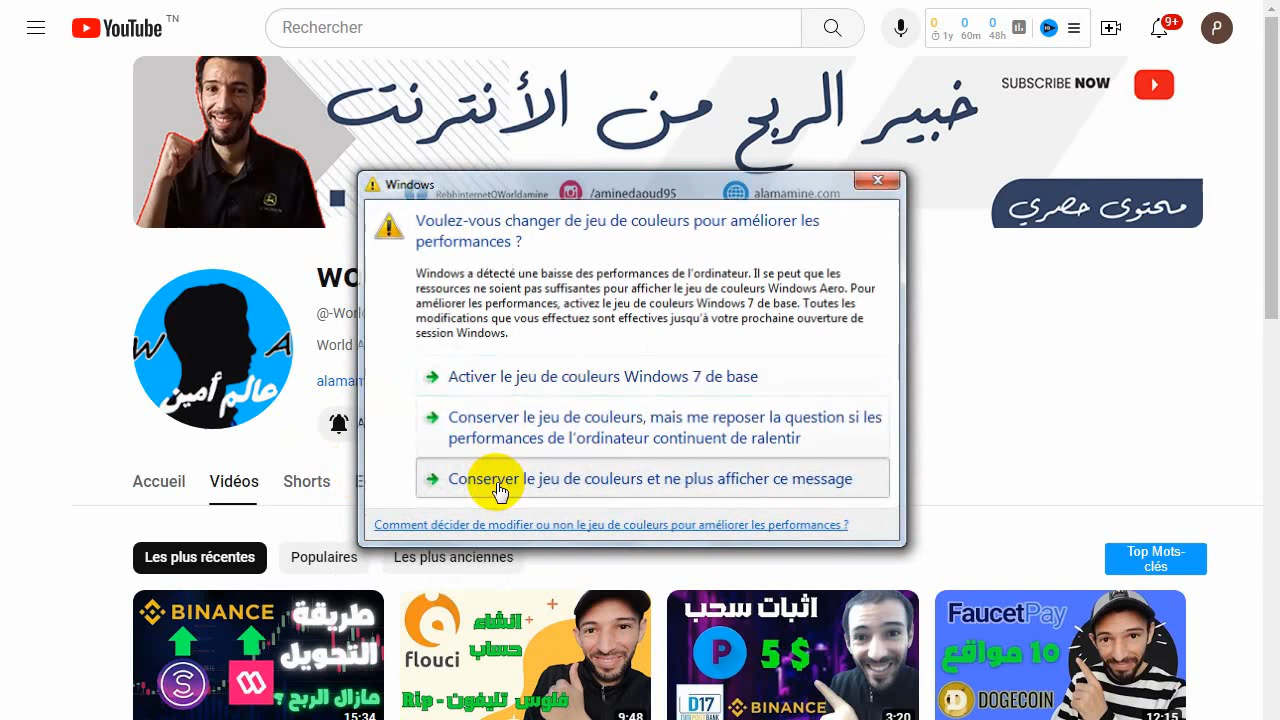 YouTube TN
Rechercher
0 0 0
1y 60m 48h
9+
P
خبير الربح من الأنترنت
SUBSCRIBE NOW
محتوى حصري
RebhinternetQWorldamine /aminedaoud95 alamamine.com
Windows
Voulez-vous changer de jeu de couleurs pour améliorer les
performances ?
Windows a détecté une baisse des performances de l'ordinateur. Il se peut que les
ressources ne soient pas suffisantes pour afficher le jeu de couleurs Windows Aero. Pour
améliorer les performances, activez le jeu de couleurs Windows 7 de base. Toutes les
modifications que vous effectuez sont effectives jusqu'à votre prochaine ouverture de
session Windows.
Activer le jeu de couleurs Windows 7 de base
Conserver le jeu de couleurs, mais me reposer la question si les
performances de l'ordinateur continuent de ralentir
Conserver le jeu de couleurs et ne plus afficher ce message
Comment décider de modifier ou non le jeu de couleurs pour améliorer les performances ?
W A
عالم أمين
World
Accueil Vidéos Shorts
Les plus récentes Populaires Les plus anciennes
Top Mots-
clés
BINANCE
طريقة
التحويل
مازال الربح ؟
15:34
flouci
انشاء
حساب
فلوس تليفون - Rip
9:48
اثبات سحب
5 $
D17
BINANCE
3:20
FaucetPay
10 مواقع
DOGECOIN
12:15